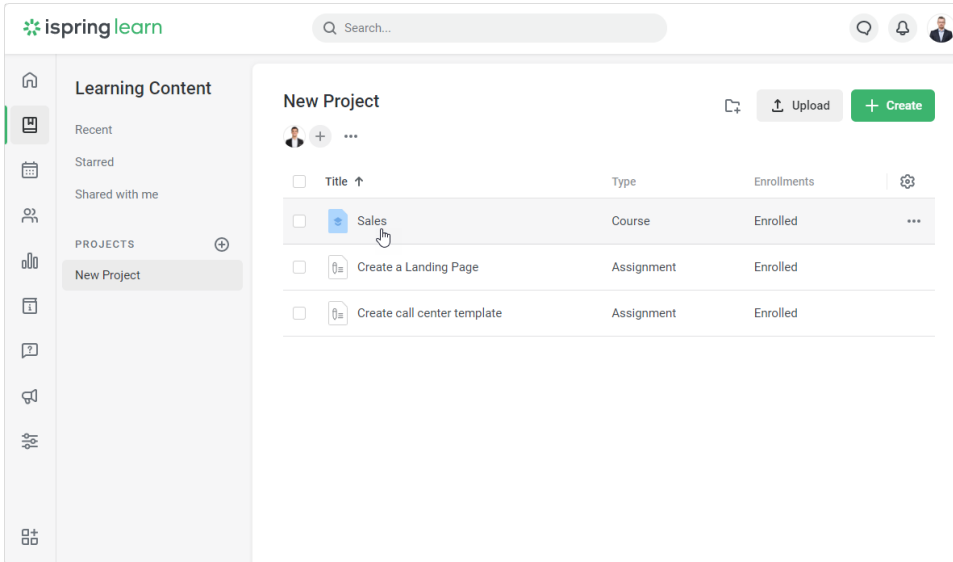 ispring learn
Search...
Learning Content
Recent
Starred
Shared with me
PROJECTS
New Project
New Project
Upload
Create
Title Type Enrollments
Sales Course Enrolled
Create a Landing Page Assignment Enrolled
Create call center template Assignment Enrolled